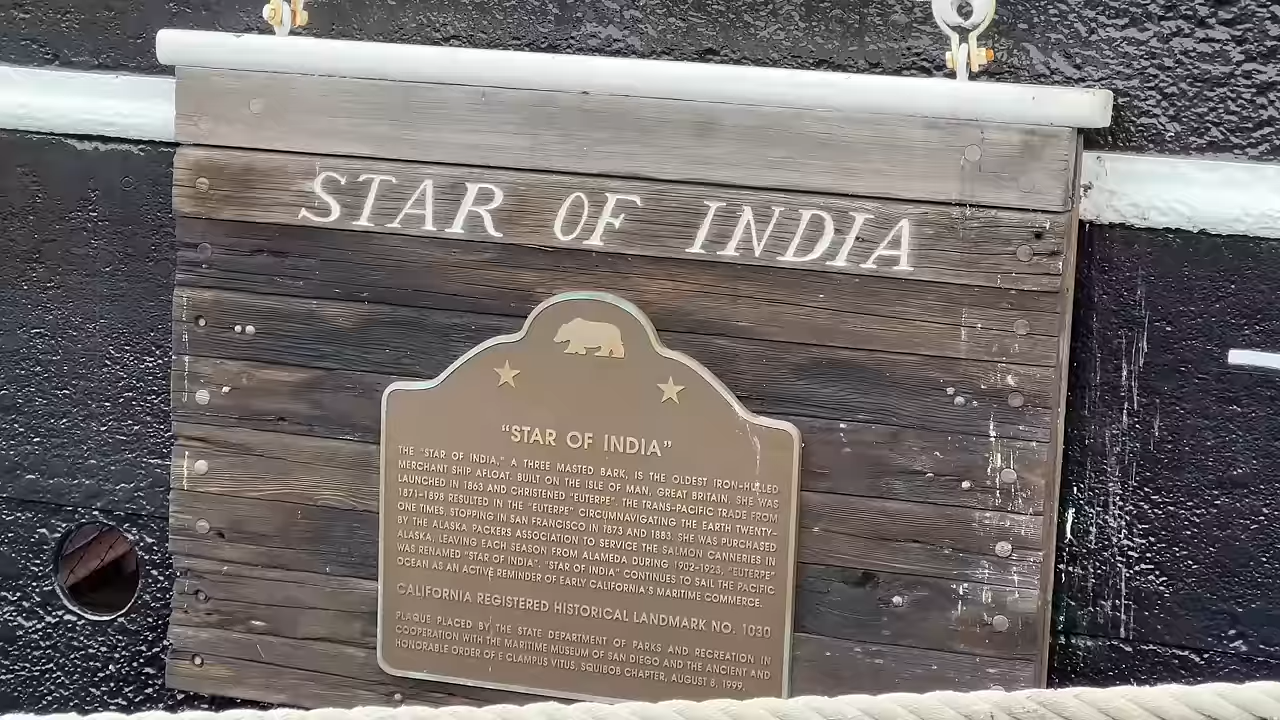 STAR OF INDIA
"STAR OF INDIA"
THE "STAR OF INDIA," A THREE MASTED BARK, IS THE OLDEST IRON-HULLED
MERCHANT SHIP AFLOAT. BUILT ON THE ISLE OF MAN, GREAT BRITAIN, SHE WAS
LAUNCHED IN 1863 AND CHRISTENED "EUTERPE". THE TRANS-PACIFIC TRADE FROM
1871-1898 RESULTED IN THE "EUTERPE" CIRCUMNAVIGATING THE EARTH TWENTY-
ONE TIMES, STOPPING IN SAN FRANCISCO IN 1873 AND 1883. SHE WAS PURCHASED
BY THE ALASKA PACKERS ASSOCIATION TO SERVICE THE SALMON CANNERIES IN
ALASKA, LEAVING EACH SEASON FROM ALAMEDA DURING 1902-1923, "EUTERPE"
WAS RENAMED "STAR OF INDIA". "STAR OF INDIA" CONTINUES TO SAIL THE PACIFIC
OCEAN AS AN ACTIVE REMINDER OF EARLY CALIFORNIA'S MARITIME COMMERCE.
CALIFORNIA REGISTERED HISTORICAL LANDMARK NO. 1030
PLAQUE PLACED BY THE STATE DEPARTMENT OF PARKS AND RECREATION IN
COOPERATION WITH THE MARITIME MUSEUM OF SAN DIEGO AND THE ANCIENT AND
HONORABLE ORDER OF E CLAMPUS VITUS, SQUIBOB CHAPTER, AUGUST 8, 1999.